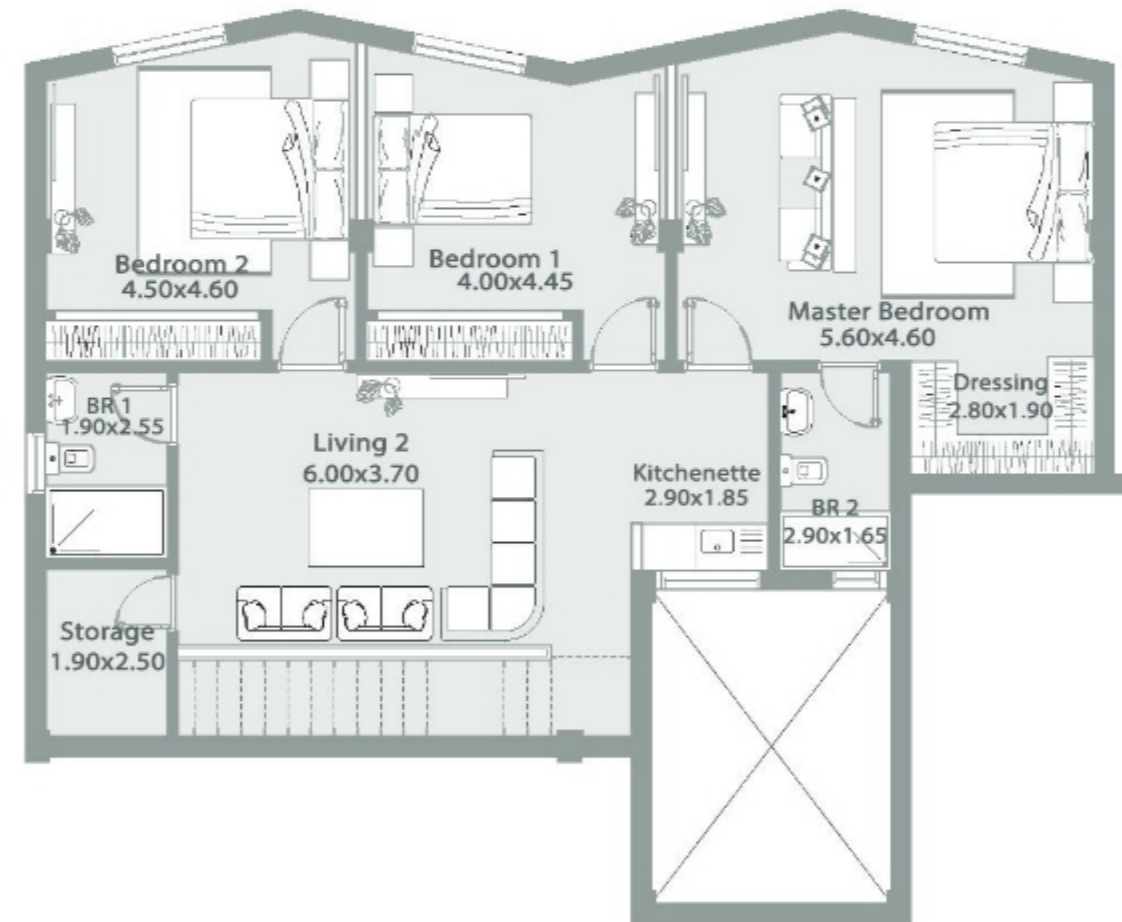 Bedroom 2
4.50x4.60
Bedroom 1
4.00x4.45
Master Bedroom
5.60x4.60
Dressing
2.80x1.90
BR 1
1.90x2.55
Living 2
6.00x3.70
Kitchenette
2.90x1.85
BR 2
2.90x1.65
Storage
1.90x2.50